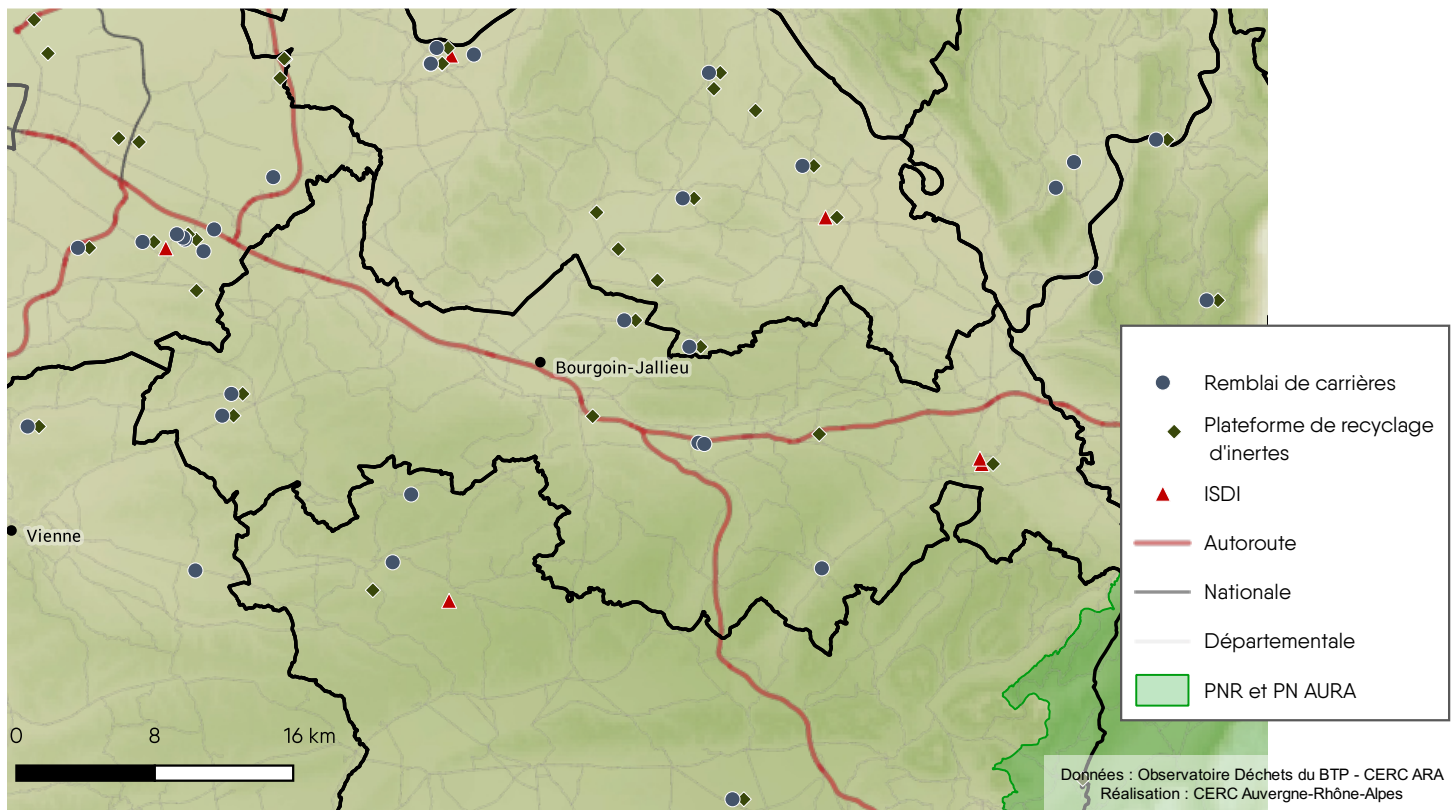 Bourgoin-Jallieu
Vienne
0 8 16 km
Remblai de carrières
Plateforme de recyclage
d'inertes
ISDI
Autoroute
Nationale
Départementale
PNR et PN AURA
Données : Observatoire Déchets du BTP - CERC ARA
Réalisation : CERC Auvergne-Rhône-Alpes